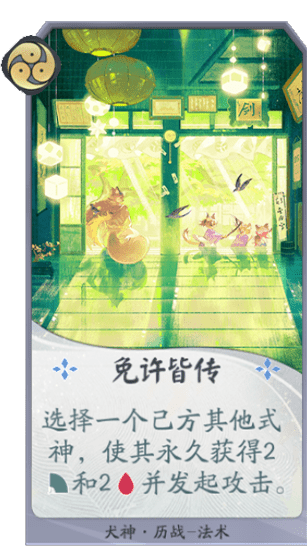 剑
免许皆传
选择一个己方其他式
神，使其永久获得2
和2并发起攻击。
犬神·历战-法术